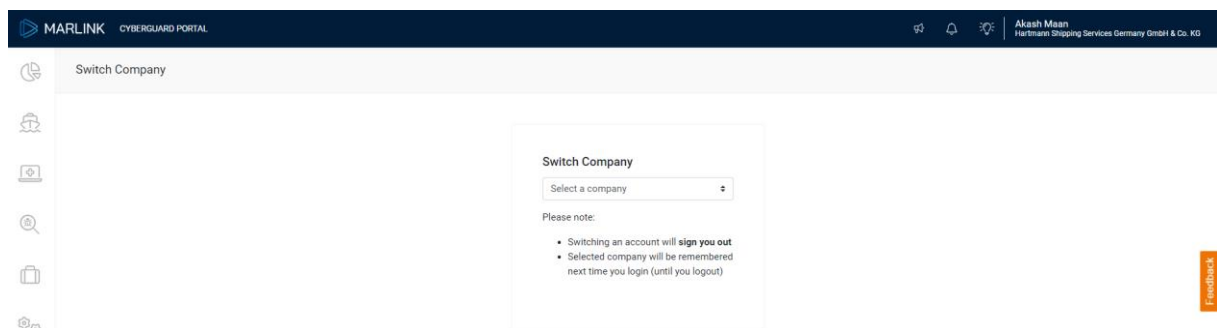 MARLINK CYBERGUARD PORTAL
Akash Maan
Hartmann Shipping Services Germany GmbH & Co. KG
Switch Company
Switch Company
Select a company
Please note:
• Switching an account will sign you out
• Selected company will be remembered
next time you login (until you logout)
Feedback